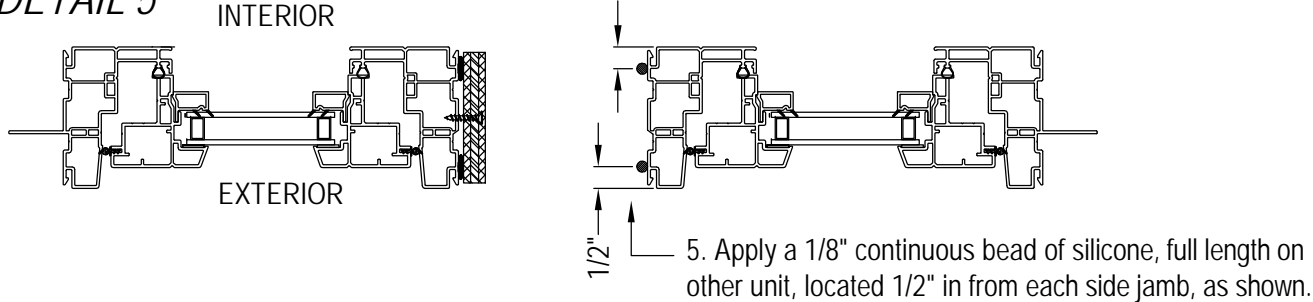 DETAIL 5
INTERIOR
EXTERIOR
1/2"
5. Apply a 1/8" continuous bead of silicone, full length on
other unit, located 1/2" in from each side jamb, as shown.